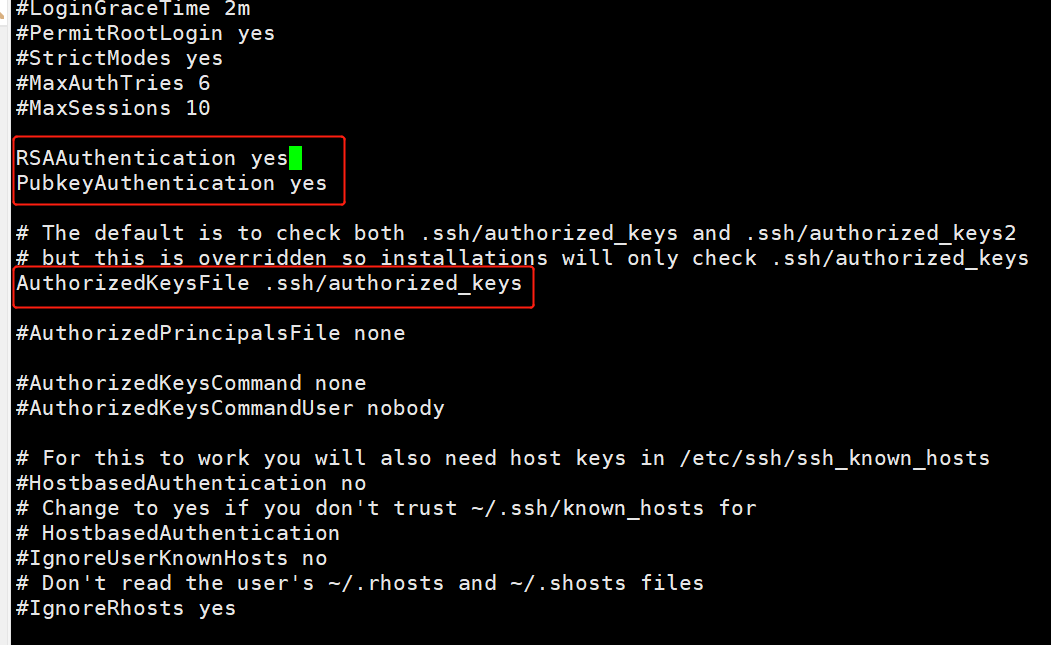 #LoginGraceTime 2m
#PermitRootLogin yes
#StrictModes yes
#MaxAuthTries 6
#MaxSessions 10
RSAAuthentication yes
PubkeyAuthentication yes
# The default is to check both .ssh/authorized_keys and .ssh/authorized_keys2
# but this is overridden so installations will only check .ssh/authorized_keys
AuthorizedKeysFile .ssh/authorized_keys
#AuthorizedPrincipalsFile none
#AuthorizedKeysCommand none
#AuthorizedKeysCommandUser nobody
# For this to work you will also need host keys in /etc/ssh/ssh_known_hosts
#HostbasedAuthentication no
# Change to yes if you don't trust ~/.ssh/known_hosts for
# HostbasedAuthentication
#IgnoreUserKnownHosts no
# Don't read the user's ~/.rhosts and ~/.shosts files
#IgnoreRhosts yes